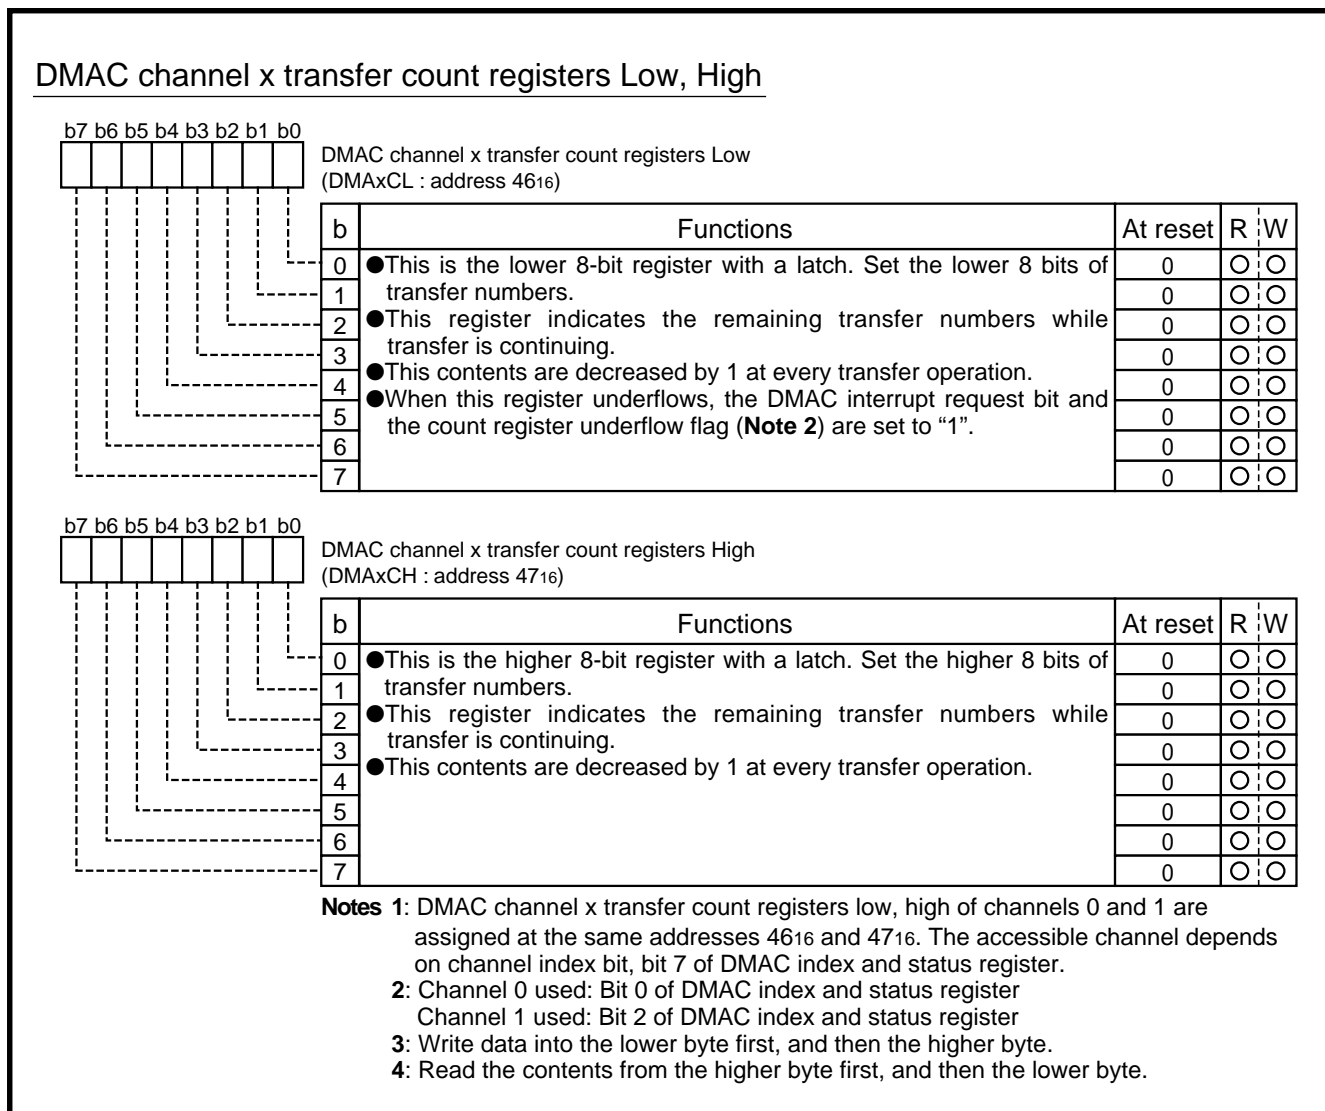 DMAC channel x transfer count registers Low, High
b7 b6 b5 b4 b3 b2 b1 b0
DMAC channel x transfer count registers Low
(DMAxCL : address 4616)
b Functions At reset R W
0 ●This is the lower 8-bit register with a latch. Set the lower 8 bits of 0 ○ ○
1 transfer numbers. 0 ○ ○
2 ●This register indicates the remaining transfer numbers while 0 ○ ○
3 transfer is continuing. 0 ○ ○
4 ●This contents are decreased by 1 at every transfer operation. 0 ○ ○
5 ●When this register underflows, the DMAC interrupt request bit and 0 ○ ○
6 the count register underflow flag (Note 2) are set to “1”. 0 ○ ○
7 0 ○ ○
b7 b6 b5 b4 b3 b2 b1 b0
DMAC channel x transfer count registers High
(DMAxCH : address 4716)
b Functions At reset R W
0 ●This is the higher 8-bit register with a latch. Set the higher 8 bits of 0 ○ ○
1 transfer numbers. 0 ○ ○
2 ●This register indicates the remaining transfer numbers while 0 ○ ○
3 transfer is continuing. 0 ○ ○
4 ●This contents are decreased by 1 at every transfer operation. 0 ○ ○
5 0 ○ ○
6 0 ○ ○
7 0 ○ ○
Notes 1: DMAC channel x transfer count registers low, high of channels 0 and 1 are
assigned at the same addresses 4616 and 4716. The accessible channel depends
on channel index bit, bit 7 of DMAC index and status register.
2: Channel 0 used: Bit 0 of DMAC index and status register
Channel 1 used: Bit 2 of DMAC index and status register
3: Write data into the lower byte first, and then the higher byte.
4: Read the contents from the higher byte first, and then the lower byte.